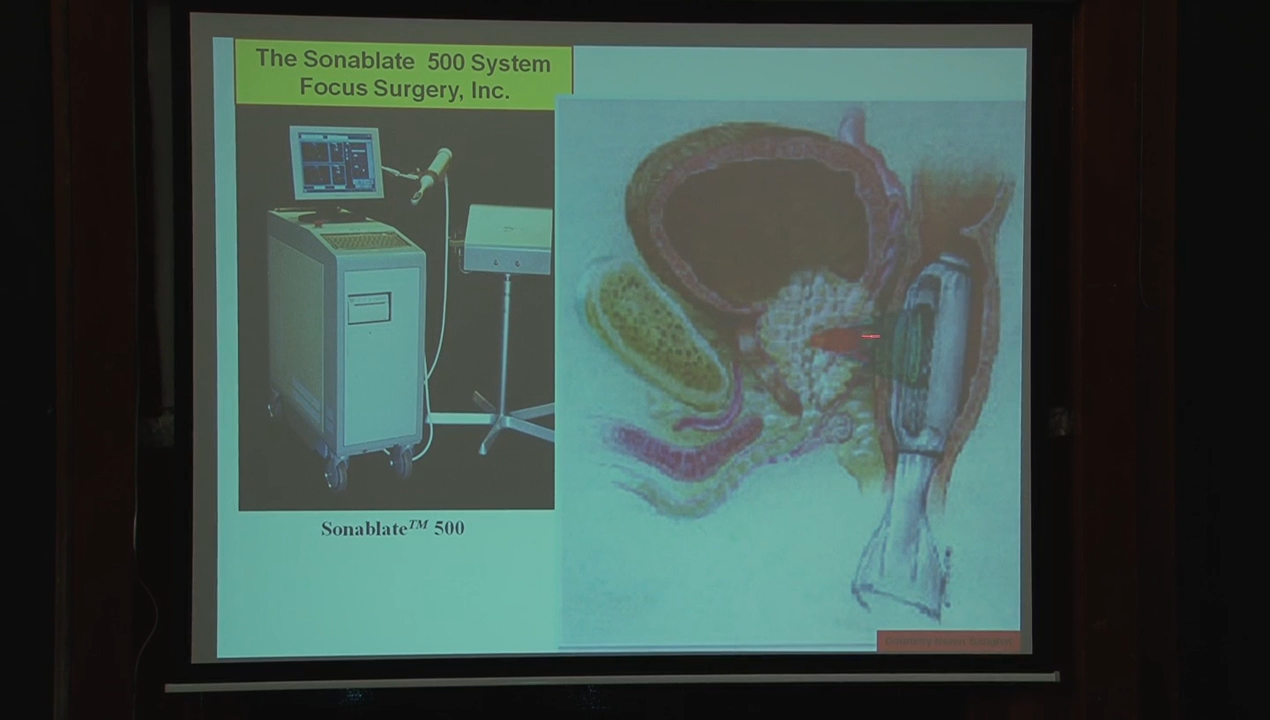 The Sonablate 500 System
Focus Surgery, Inc.
Sonablate™ 500